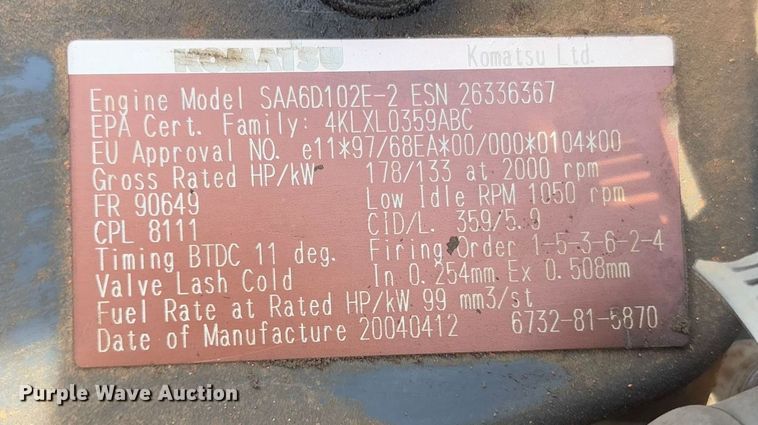 KOMATSU Komatsu Ltd.
Engine Model SAA6D102E-2 ESN 26336367
EPA Cert. Family: 4KLXL0359ABC
EU Approval NO. e11*97/68EA*00/000*0104*00
Gross Rated HP/kW 178/133 at 2000 rpm
FR 90649 Low Idle RPM 1050 rpm
CPL 8111 CID/L. 359/5.9
Timing BTDC 11 deg. Firing Order 1-5-3-6-2-4
Valve Lash Cold In 0.254mm Ex 0.508mm
Fuel Rate at Rated HP/kW 99 mm3/st
Date of Manufacture 20040412 6732-81-5870
Purple Wave Auction